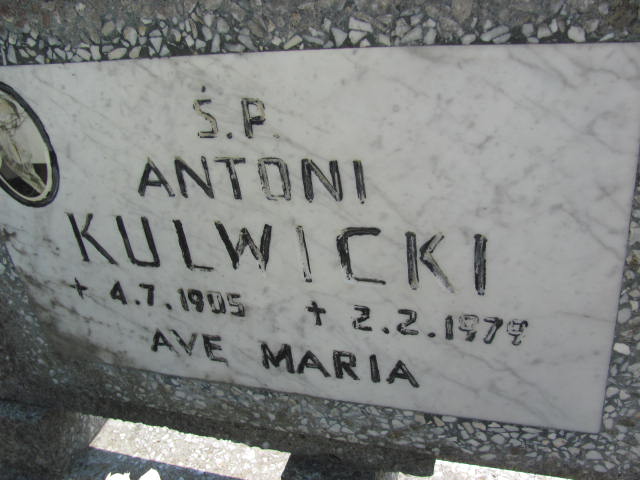 Ś.P.
ANTONI
KULWICKI
+ 4.7.1905 + 2.2.1979
AVE MARIA